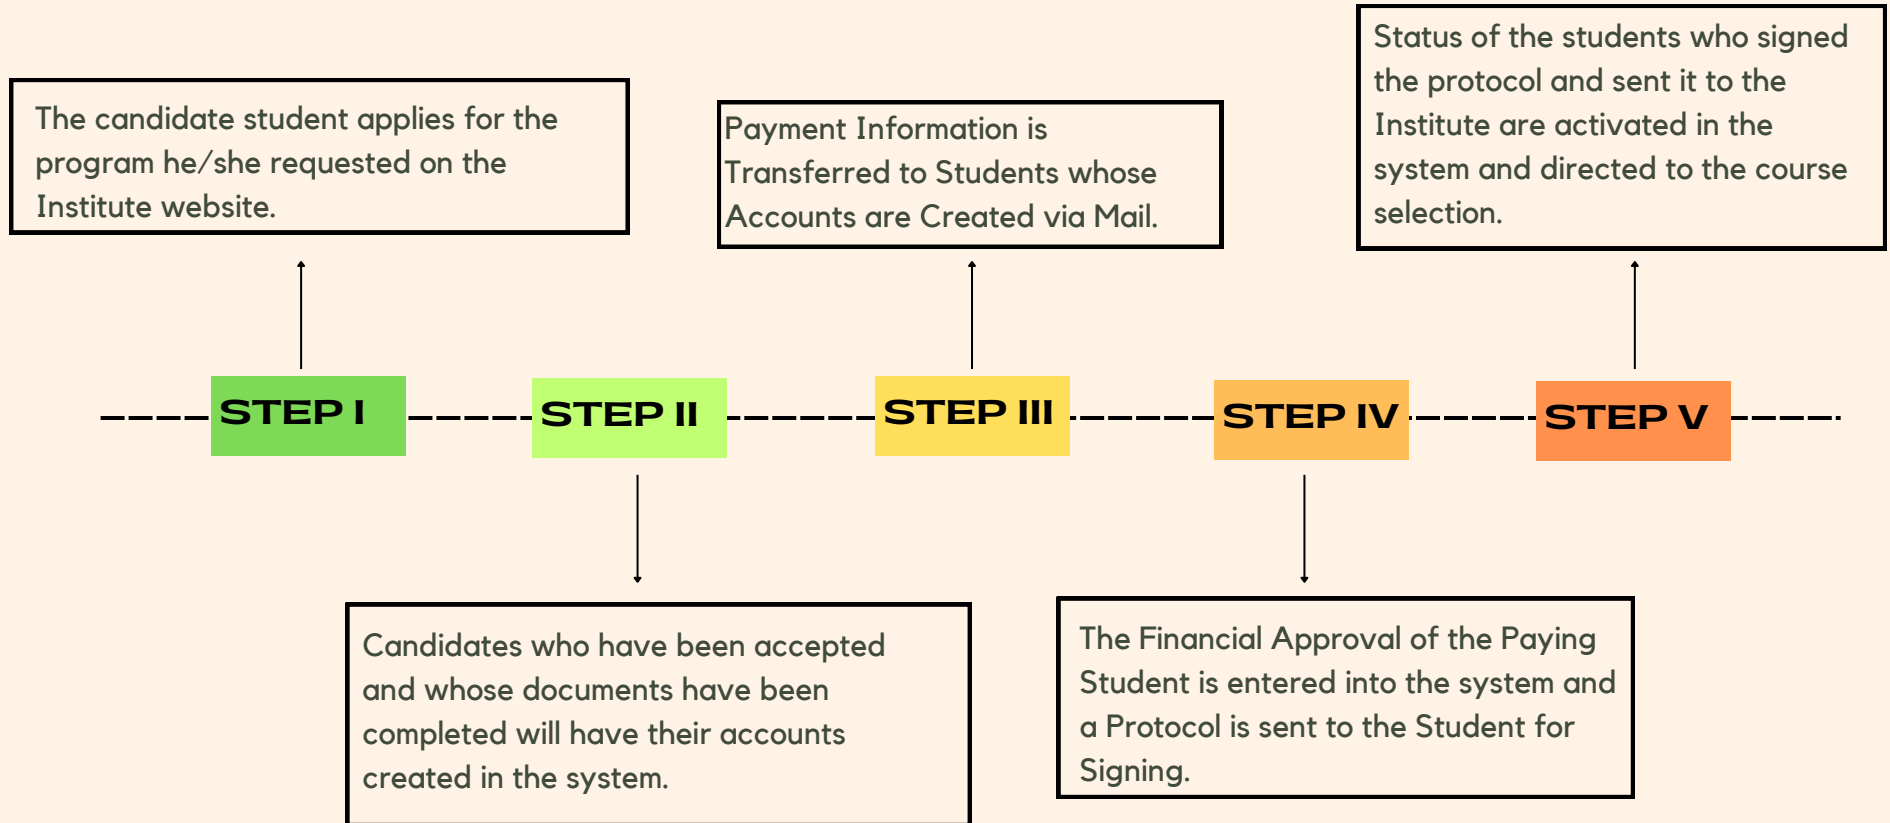 The candidate student applies for the
program he/she requested on the
Institute website.
Payment Information is
Transferred to Students whose
Accounts are Created via Mail.
Status of the students who signed
the protocol and sent it to the
Institute are activated in the
system and directed to the course
selection.
STEP I
STEP II
STEP III
STEP IV
STEP V
Candidates who have been accepted
and whose documents have been
completed will have their accounts
created in the system.
The Financial Approval of the Paying
Student is entered into the system and
a Protocol is sent to the Student for
Signing.